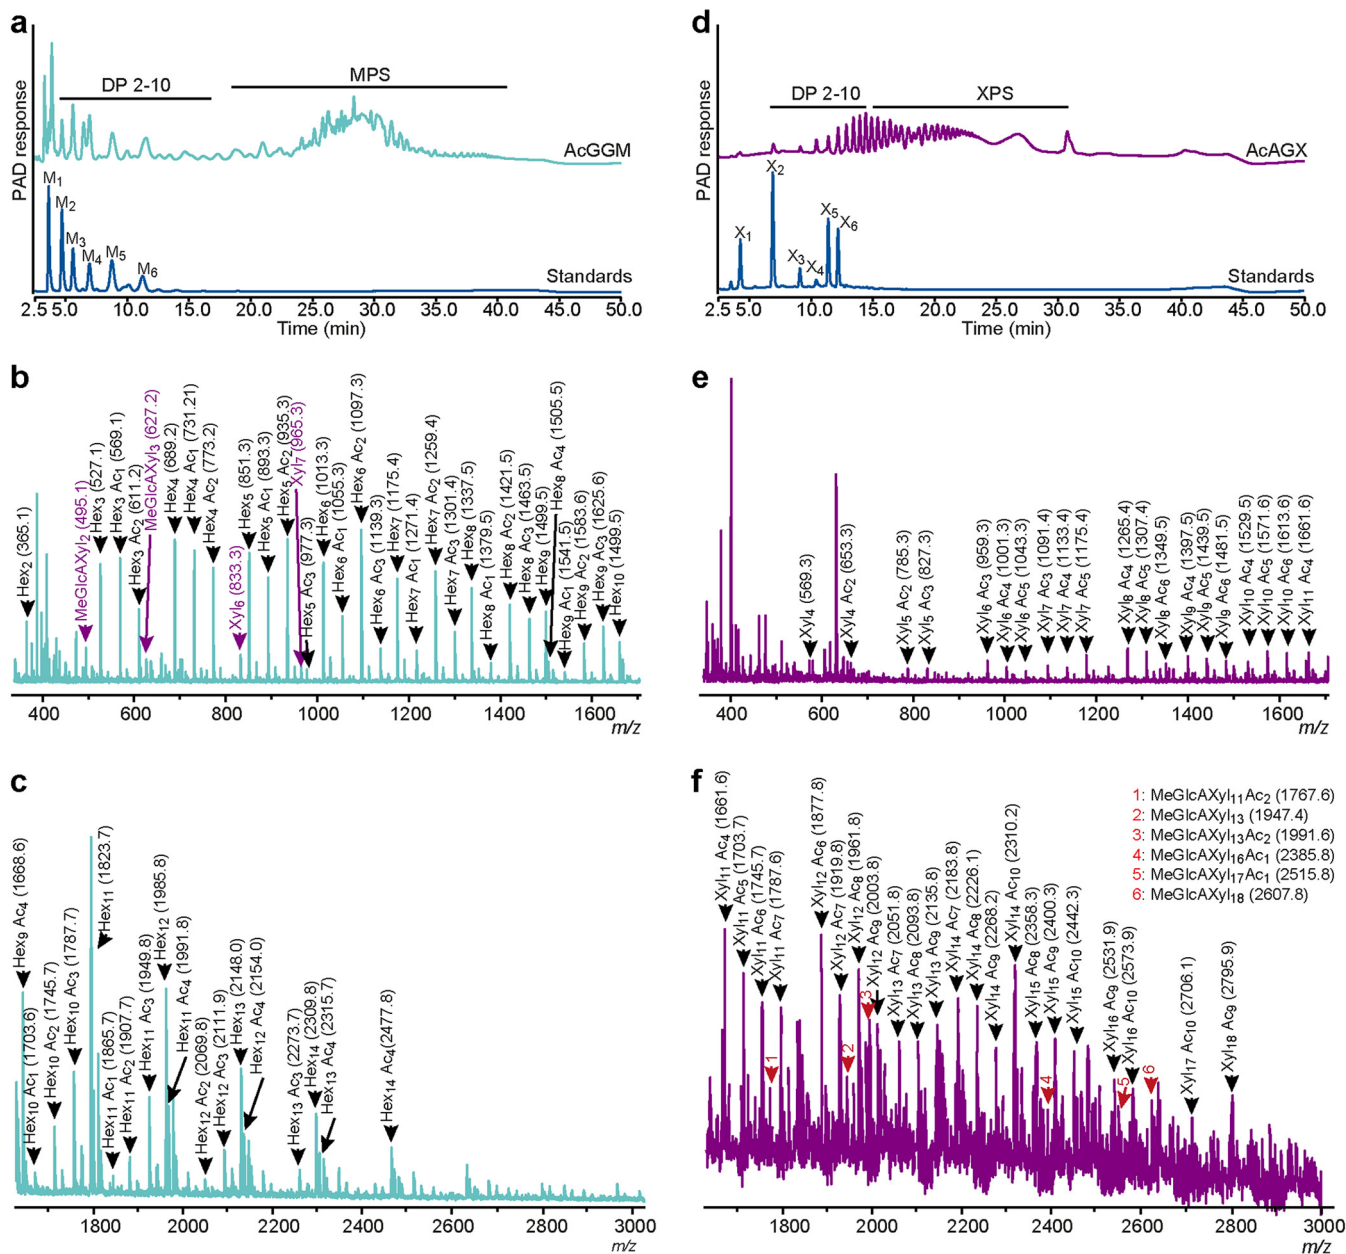 a
PAD response
DP 2-10
MPS
AcGGM
M1
M2
M3
M4
M5
M6
Standards
2.5 5.0 10.0 15.0 20.0 25.0 30.0 35.0 40.0 45.0 50.0
Time (min)
d
PAD response
DP 2-10
XPS
AcAGX
X1
X2
X3
X4
X5
X6
Standards
2.5 5.0 10.0 15.0 20.0 25.0 30.0 35.0 40.0 45.0 50.0
Time (min)
b
Hex2 (365.1)
MeGlcAXyl2 (495.1)
Hex3 (527.1)
Hex3 Ac1 (569.1)
Hex3 Ac2 (611.2)
MeGlcAXyl3 (627.2)
Hex4 (689.2)
Hex4 Ac1 (731.21)
Hex4 Ac2 (773.2)
Xyl6 (833.3)
Hex5 (851.3)
Hex5 Ac1 (893.3)
Hex5 Ac2 (935.3)
Xyl7 (965.3)
Hex5 Ac3 (977.3)
Hex6 (1013.3)
Hex6 Ac1 (1055.3)
Hex6 Ac2 (1097.3)
Hex6 Ac3 (1139.3)
Hex7 (1175.4)
Hex7 Ac1 (1271.4)
Hex7 Ac2 (1259.4)
Hex7 Ac3 (1301.4)
Hex8 (1337.5)
Hex8 Ac1 (1379.5)
Hex8 Ac2 (1421.5)
Hex8 Ac3 (1463.5)
Hex9 (1499.5)
Hex8 Ac4 (1505.5)
Hex9 Ac1 (1541.5)
Hex9 Ac2 (1583.6)
Hex9 Ac3 (1625.6)
Hex10 (1499.5)
400 600 800 1000 1200 1400 1600
m/z
e
Xyl4 (569.3)
Xyl4 Ac2 (653.3)
Xyl5 Ac2 (785.3)
Xyl5 Ac3 (827.3)
Xyl6 Ac3 (959.3)
Xyl6 Ac4 (1001.3)
Xyl6 Ac5 (1043.3)
Xyl7 Ac3 (1091.4)
Xyl7 Ac4 (1133.4)
Xyl7 Ac5 (1175.4)
Xyl8 Ac4 (1265.4)
Xyl8 Ac5 (1307.4)
Xyl8 Ac6 (1349.5)
Xyl9 Ac4 (1397.5)
Xyl9 Ac5 (1439.5)
Xyl9 Ac6 (1481.5)
Xyl10 Ac4 (1529.5)
Xyl10 Ac5 (1571.6)
Xyl10 Ac6 (1613.6)
Xyl11 Ac4 (1661.6)
400 600 800 1000 1200 1400 1600
m/z
c
Hex9 Ac4 (1668.6)
Hex10 Ac1 (1703.6)
Hex10 Ac2 (1745.7)
Hex10 Ac3 (1787.7)
Hex11 (1823.7)
Hex11 Ac1 (1865.7)
Hex11 Ac2 (1907.7)
Hex11 Ac3 (1949.8)
Hex12 (1985.8)
Hex11 Ac4 (1991.8)
Hex12 Ac2 (2069.8)
Hex12 Ac3 (2111.9)
Hex13 (2148.0)
Hex12 Ac4 (2154.0)
Hex13 Ac3 (2273.7)
Hex14 (2309.8)
Hex13 Ac4 (2315.7)
Hex14 Ac4 (2477.8)
1800 2000 2200 2400 2600 2800 3000
m/z
f
1: MeGlcAXyl11Ac2 (1767.6)
2: MeGlcAXyl13 (1947.4)
3: MeGlcAXyl13Ac2 (1991.6)
4: MeGlcAXyl16Ac1 (2385.8)
5: MeGlcAXyl17Ac1 (2515.8)
6: MeGlcAXyl18 (2607.8)
Xyl11 Ac4 (1661.6)
Xyl11 Ac5 (1703.7)
Xyl11 Ac6 (1745.7)
Xyl11 Ac7 (1787.6)
1
Xyl12 Ac6 (1877.8)
Xyl12 Ac7 (1919.8)
2
Xyl12 Ac8 (1961.8)
3
Xyl12 Ac9 (2003.8)
Xyl13 Ac7 (2051.8)
Xyl13 Ac8 (2093.8)
Xyl13 Ac9 (2135.8)
Xyl14 Ac7 (2183.8)
Xyl14 Ac8 (2226.1)
Xyl14 Ac9 (2268.2)
Xyl14 Ac10 (2310.2)
Xyl15 Ac8 (2358.3)
4
Xyl15 Ac9 (2400.3)
Xyl15 Ac10 (2442.3)
Xyl16 Ac9 (2531.9)
5
Xyl16 Ac10 (2573.9)
6
Xyl17 Ac10 (2706.1)
Xyl18 Ac9 (2795.9)
1800 2000 2200 2400 2600 2800 3000
m/z